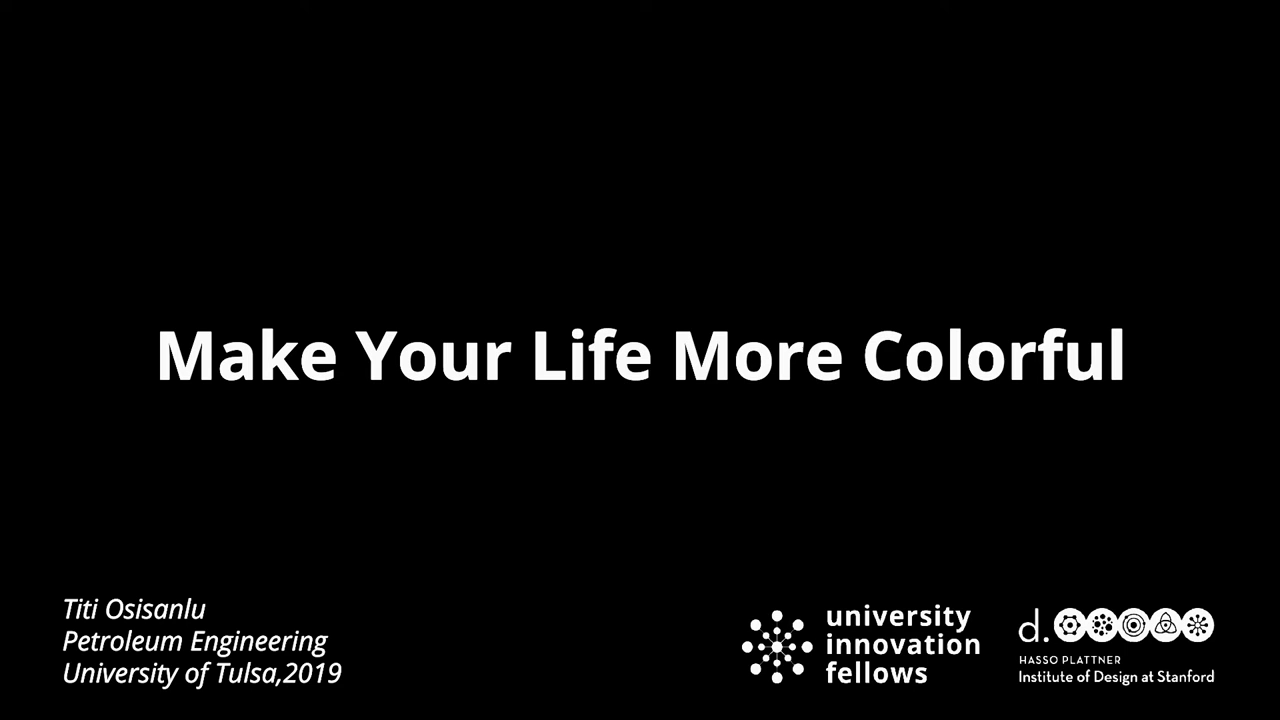 Make Your Life More Colorful
Titi Osisanlu
Petroleum Engineering
University of Tulsa,2019
university
innovation
fellows
d.
HASSO PLATTNER
Institute of Design at Stanford